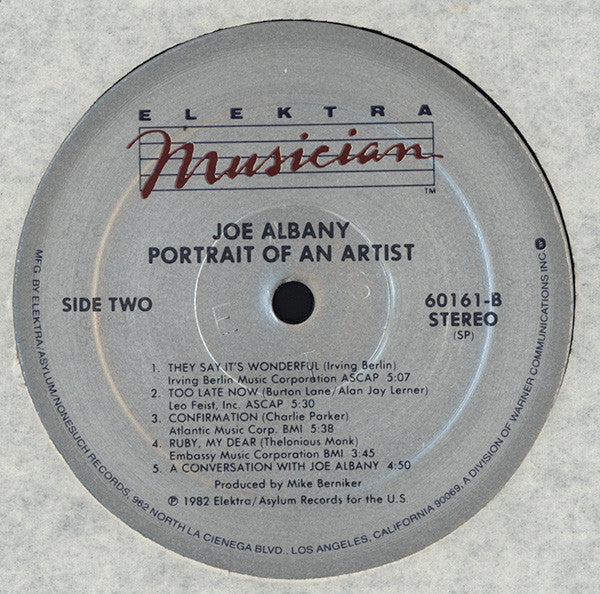 ELEKTRA
Musician
TM
JOE ALBANY
PORTRAIT OF AN ARTIST
SIDE TWO
60161-B
STEREO
(SP)
1. THEY SAY IT'S WONDERFUL (Irving Berlin)
Irving Berlin Music Corporation ASCAP 5:07
2. TOO LATE NOW (Burton Lane/Alan Jay Lerner)
Leo Feist, Inc. ASCAP 5:30
3. CONFIRMATION (Charlie Parker)
Atlantic Music Corp. BMI 5:38
4. RUBY, MY DEAR (Thelonious Monk)
Embassy Music Corporation BMI 3:45
5. A CONVERSATION WITH JOE ALBANY 4:50
Produced by Mike Berniker
℗ 1982 Elektra/Asylum Records for the U.S.
MFG. BY ELEKTRA/ASYLUM/NONESUCH RECORDS, 962 NORTH LA CIENEGA BLVD., LOS ANGELES, CALIFORNIA 90069, A DIVISION OF WARNER COMMUNICATIONS INC.